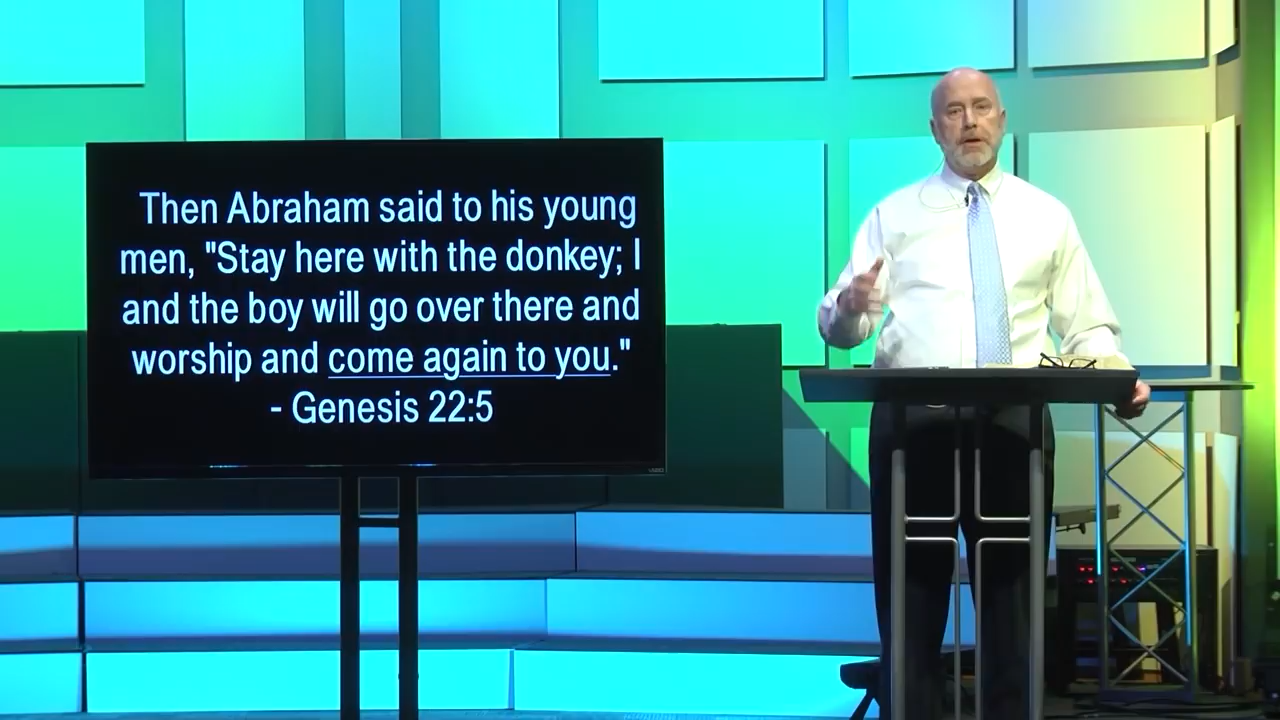 Then Abraham said to his young
men, "Stay here with the donkey; I
and the boy will go over there and
worship and come again to you."
- Genesis 22:5
VIZIO